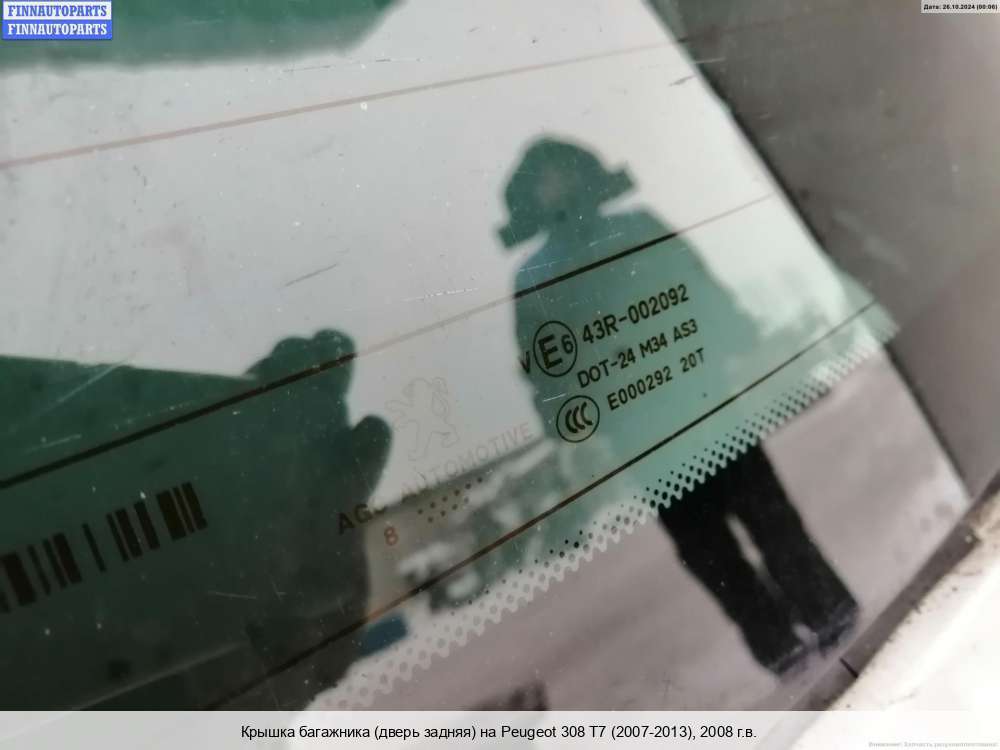 FINNAUTOPARTS
FINNAUTOPARTS
Дата: 26.10.2024 (00:06)
V E6 43R-002092
DOT-24 M34 AS3
CCC E000292 20T
AGC AUTOMOTIVE
8
Крышка багажника (дверь задняя) на Peugeot 308 T7 (2007-2013), 2008 г.в.